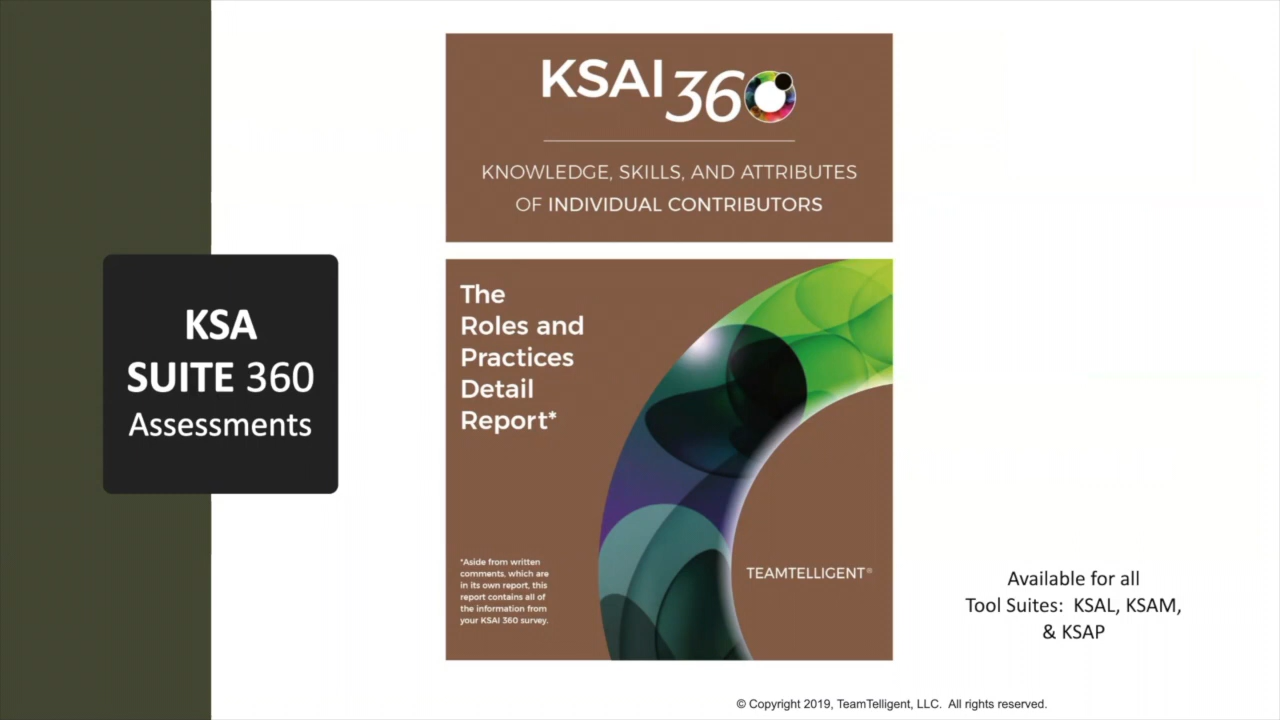 KSA
SUITE 360
Assessments
KSAI 360
KNOWLEDGE, SKILLS, AND ATTRIBUTES
OF INDIVIDUAL CONTRIBUTORS
The
Roles and
Practices
Detail
Report*
*Aside from written
comments, which are
in its own report, this
report contains all of
the information from
your KSAI 360 survey.
TEAMTELLIGENT®
Available for all
Tool Suites: KSAL, KSAM,
& KSAP
© Copyright 2019, TeamTelligent, LLC. All rights reserved.